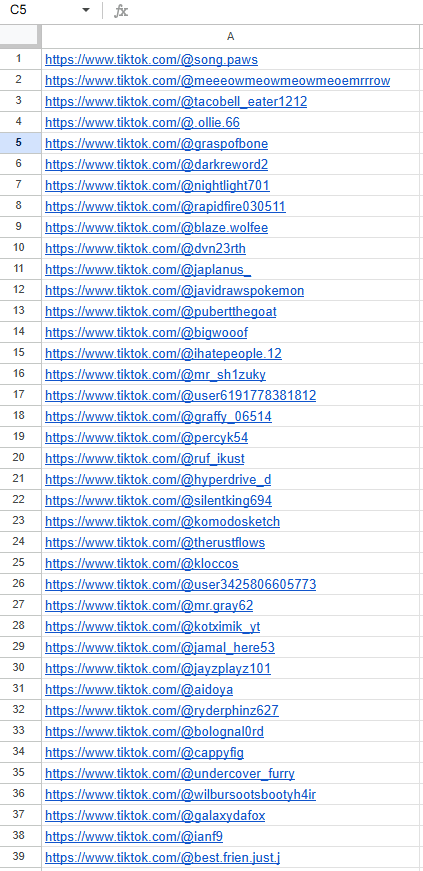 C5
fx
A
1 https://www.tiktok.com/@song.paws
2 https://www.tiktok.com/@meeeowmeowmeowmeoemrrrow
3 https://www.tiktok.com/@tacobell_eater1212
4 https://www.tiktok.com/@.ollie.66
5 https://www.tiktok.com/@graspofbone
6 https://www.tiktok.com/@darkreword2
7 https://www.tiktok.com/@nightlight701
8 https://www.tiktok.com/@rapidfire030511
9 https://www.tiktok.com/@blaze.wolfee
10 https://www.tiktok.com/@dvn23rth
11 https://www.tiktok.com/@japlanus_
12 https://www.tiktok.com/@javidrawspokemon
13 https://www.tiktok.com/@pubertthegoat
14 https://www.tiktok.com/@bigwooof
15 https://www.tiktok.com/@ihatepeople.12
16 https://www.tiktok.com/@mr_sh1zuky
17 https://www.tiktok.com/@user6191778381812
18 https://www.tiktok.com/@graffy_06514
19 https://www.tiktok.com/@percyk54
20 https://www.tiktok.com/@ruf_ikust
21 https://www.tiktok.com/@hyperdrive_d
22 https://www.tiktok.com/@silentking694
23 https://www.tiktok.com/@komodosketch
24 https://www.tiktok.com/@therustflows
25 https://www.tiktok.com/@kloccos
26 https://www.tiktok.com/@user3425806605773
27 https://www.tiktok.com/@mr.gray62
28 https://www.tiktok.com/@kotximik_yt
29 https://www.tiktok.com/@jamal_here53
30 https://www.tiktok.com/@jayzplayz101
31 https://www.tiktok.com/@aidoya
32 https://www.tiktok.com/@ryderphinz627
33 https://www.tiktok.com/@bolognal0rd
34 https://www.tiktok.com/@cappyfig
35 https://www.tiktok.com/@undercover_furry
36 https://www.tiktok.com/@wilbursootsbootyh4ir
37 https://www.tiktok.com/@galaxydafox
38 https://www.tiktok.com/@ianf9
39 https://www.tiktok.com/@best.frien.just.j